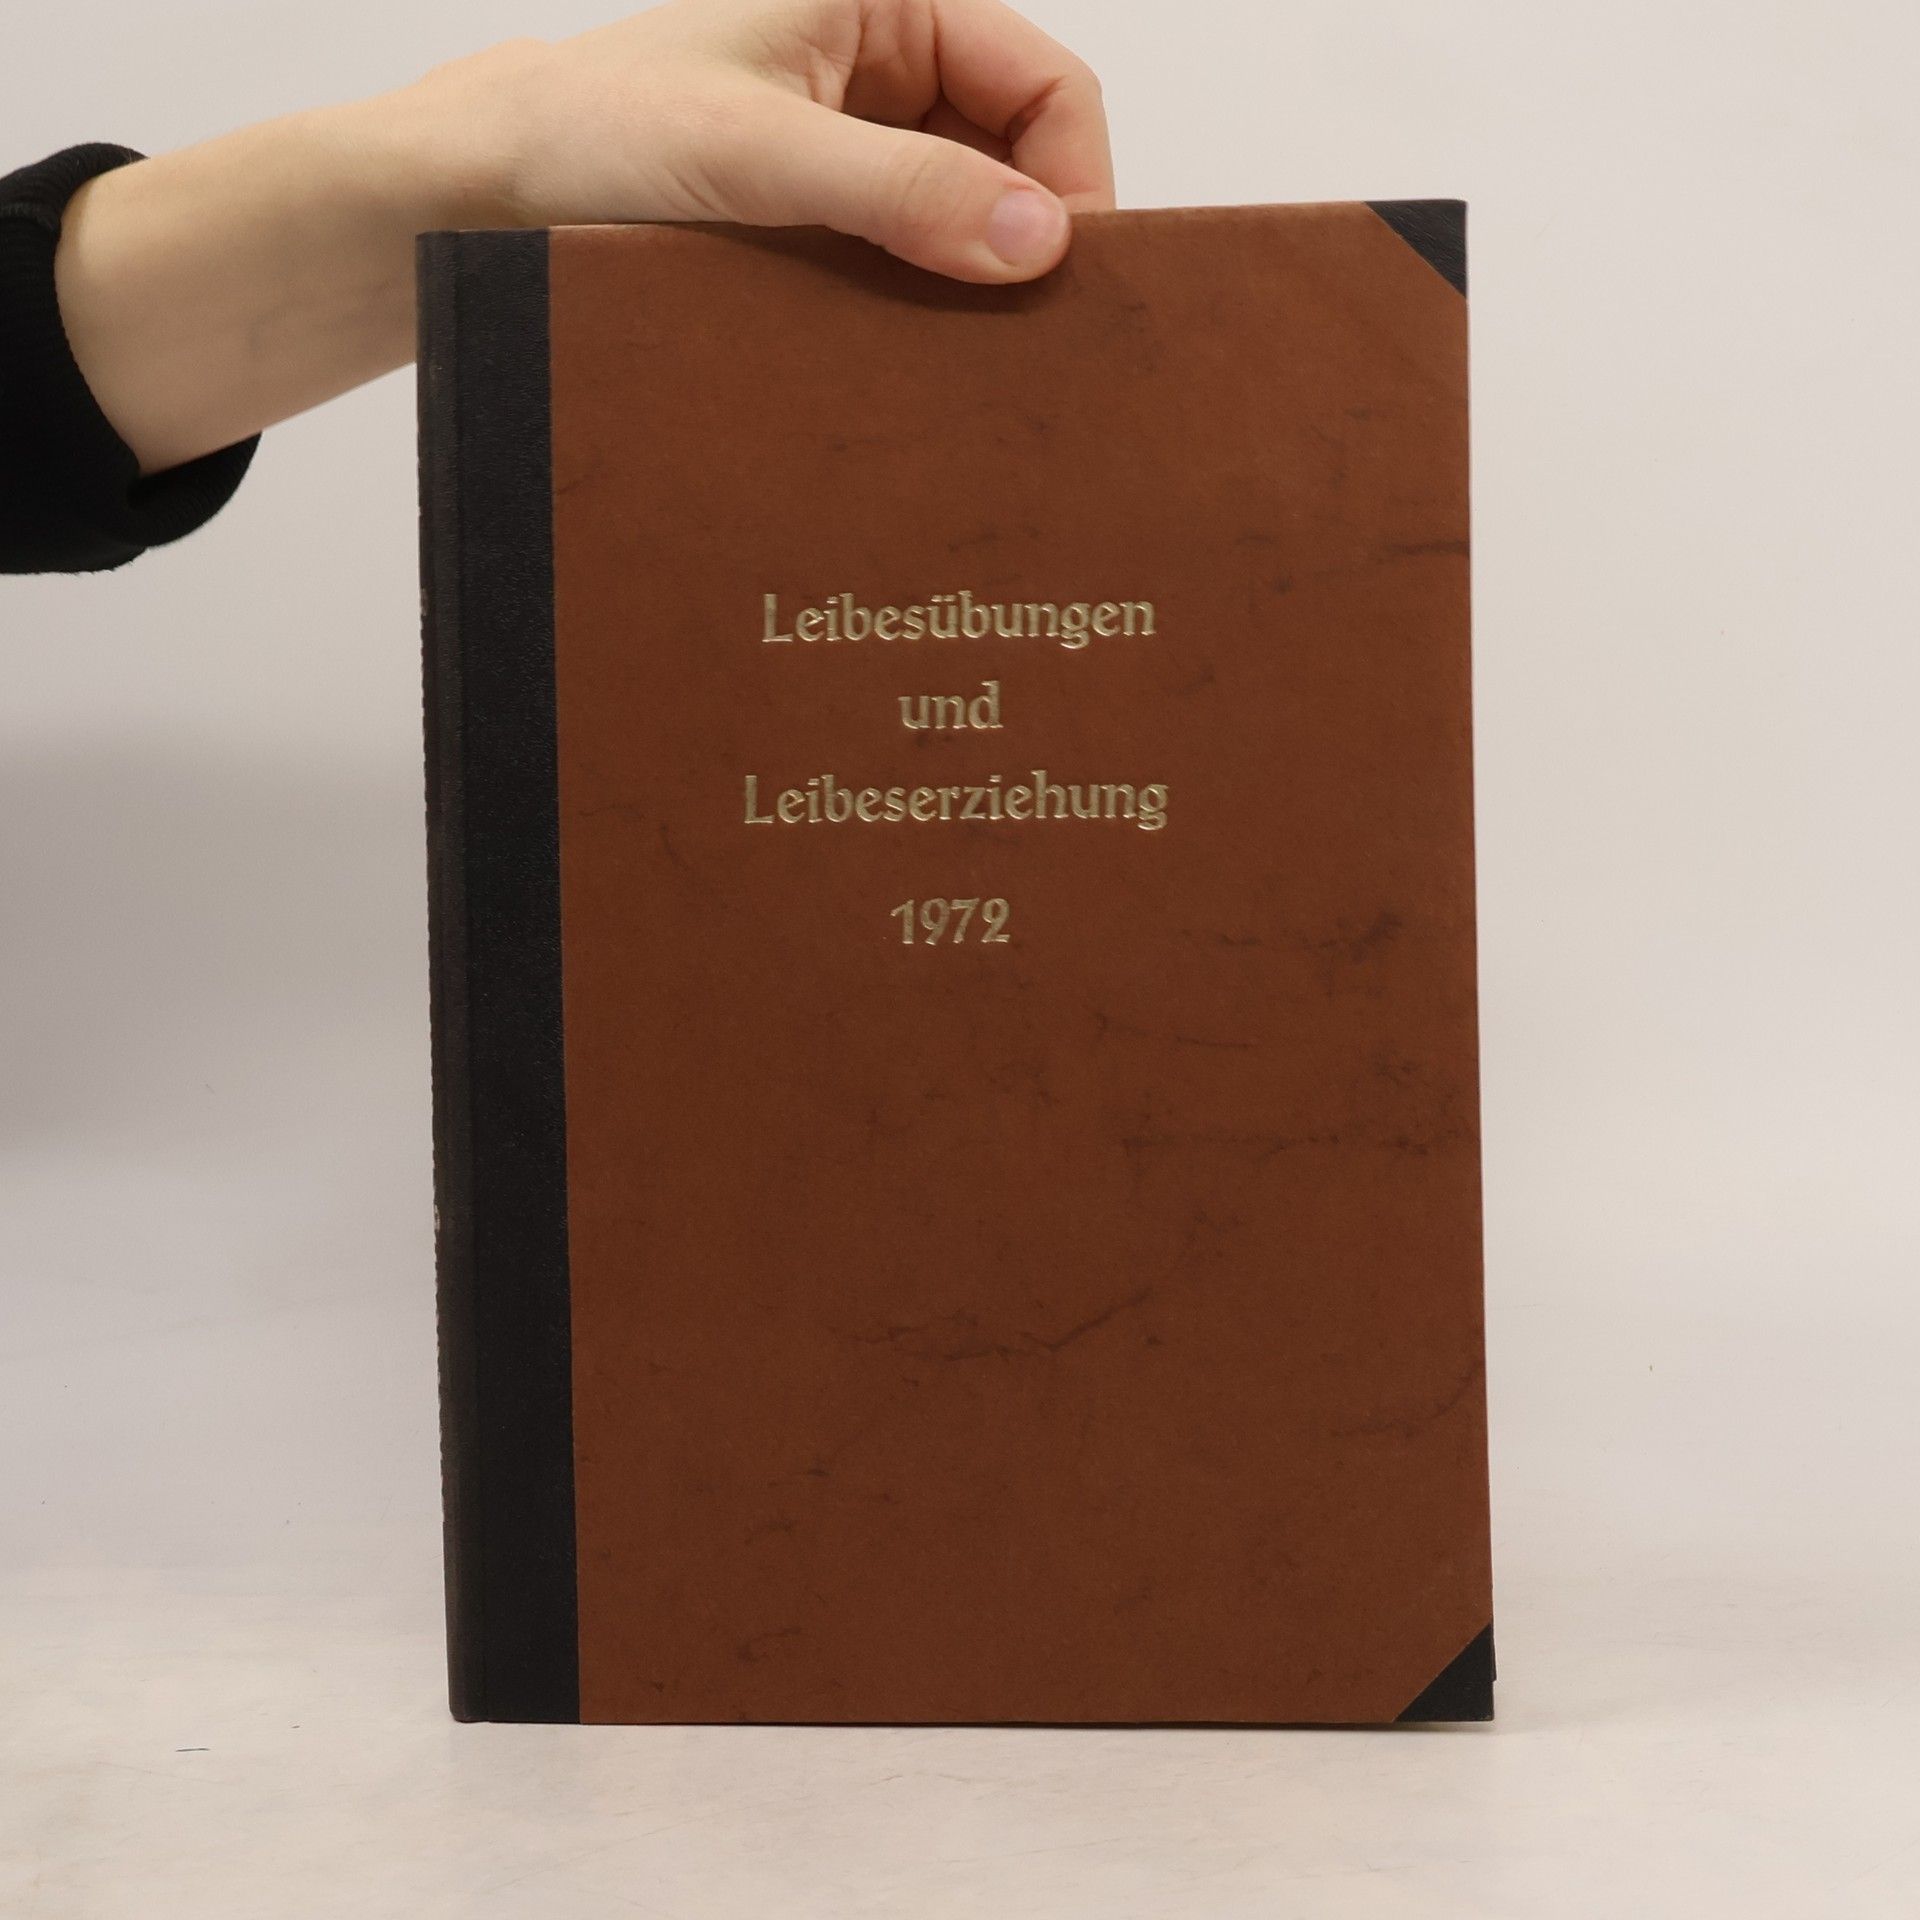 Leibesübungen
und
Leibeserziehung
1972